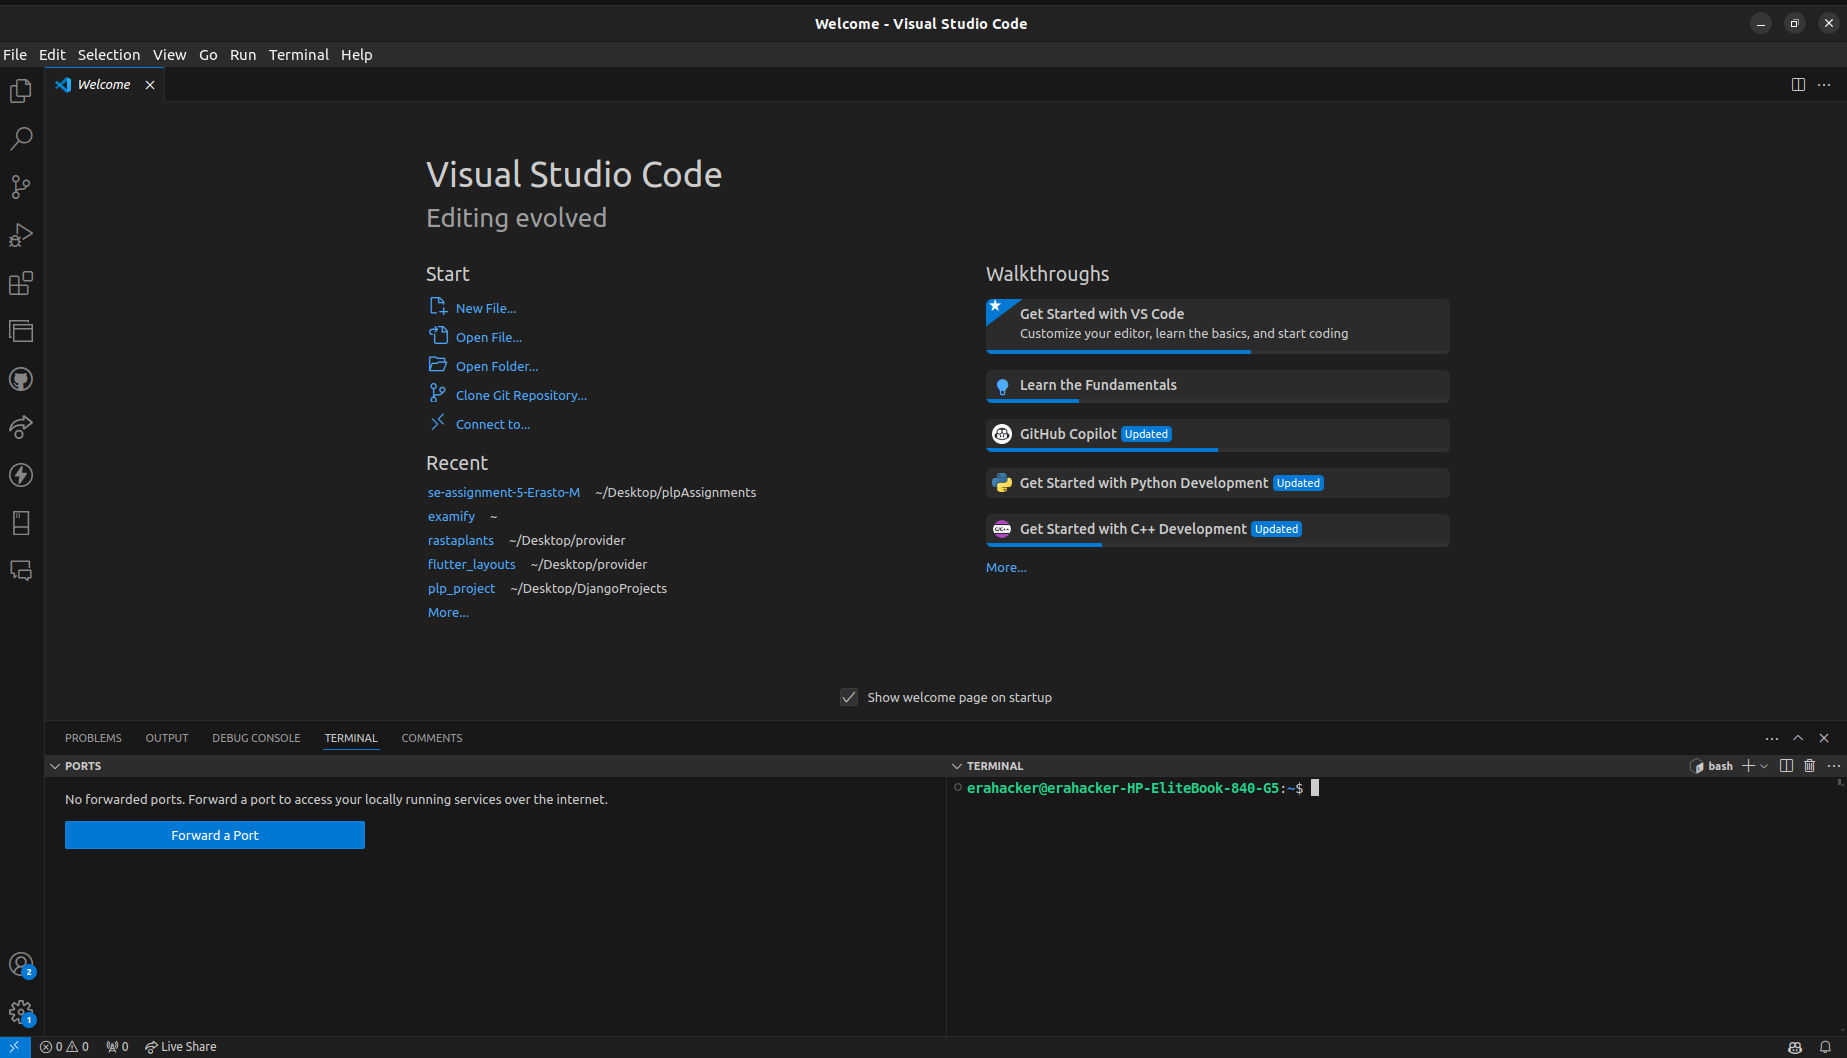 Welcome - Visual Studio Code
File Edit Selection View Go Run Terminal Help
Welcome
Visual Studio Code
Editing evolved
Start
New File...
Open File...
Open Folder...
Clone Git Repository...
Connect to...
Recent
se-assignment-5-Erasto-M ~/Desktop/plpAssignments
examify ~
rastaplants ~/Desktop/provider
flutter_layouts ~/Desktop/provider
plp_project ~/Desktop/DjangoProjects
More...
Walkthroughs
Get Started with VS Code
Customize your editor, learn the basics, and start coding
Learn the Fundamentals
GitHub Copilot Updated
Get Started with Python Development Updated
C/C++ Get Started with C++ Development Updated
More...
Show welcome page on startup
PROBLEMS OUTPUT DEBUG CONSOLE TERMINAL COMMENTS
PORTS
No forwarded ports. Forward a port to access your locally running services over the internet.
Forward a Port
TERMINAL
bash
erahacker@erahacker-HP-EliteBook-840-G5:~$
2
1
0 0 0 Live Share